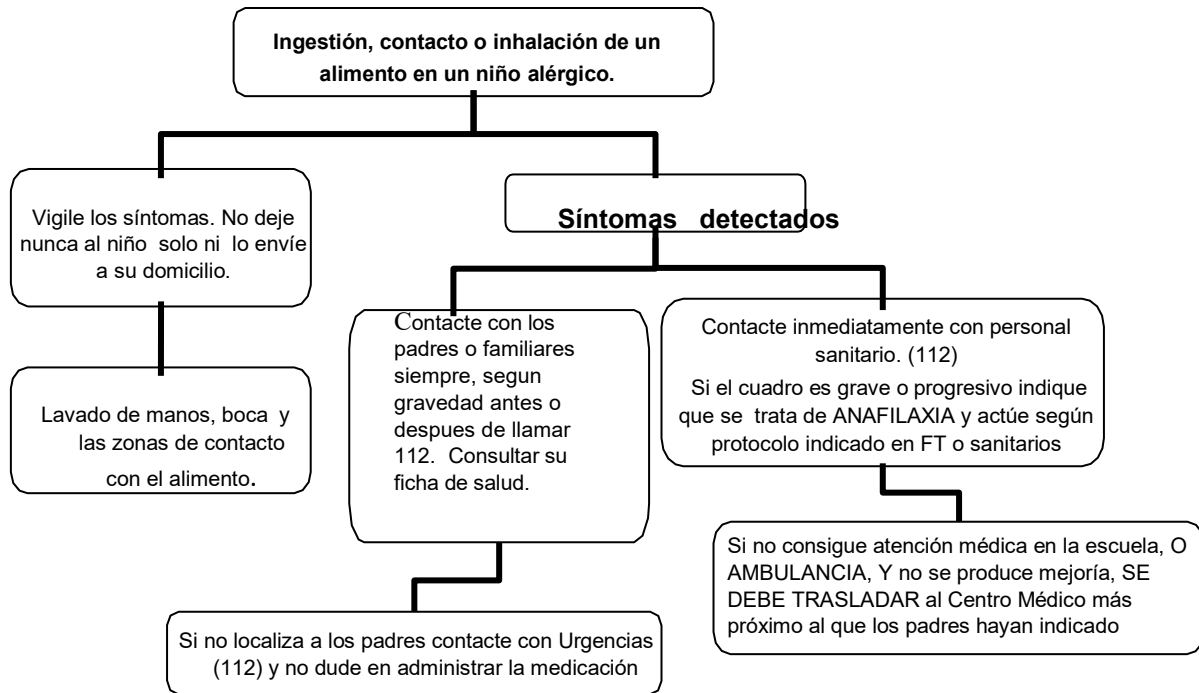 Ingestión, contacto o inhalación de un
alimento en un niño alérgico.
Vigile los síntomas. No deje
nunca al niño solo ni lo envíe
a su domicilio.
Síntomas detectados
Lavado de manos, boca y
las zonas de contacto
con el alimento.
Contacte con los
padres o familiares
siempre, segun
gravedad antes o
despues de llamar
112. Consultar su
ficha de salud.
Contacte inmediatamente con personal
sanitario. (112)
Si el cuadro es grave o progresivo indique
que se trata de ANAFILAXIA y actúe según
protocolo indicado en FT o sanitarios
Si no localiza a los padres contacte con Urgencias
(112) y no dude en administrar la medicación
Si no consigue atención médica en la escuela, O
AMBULANCIA, Y no se produce mejoría, SE
DEBE TRASLADAR al Centro Médico más
próximo al que los padres hayan indicado